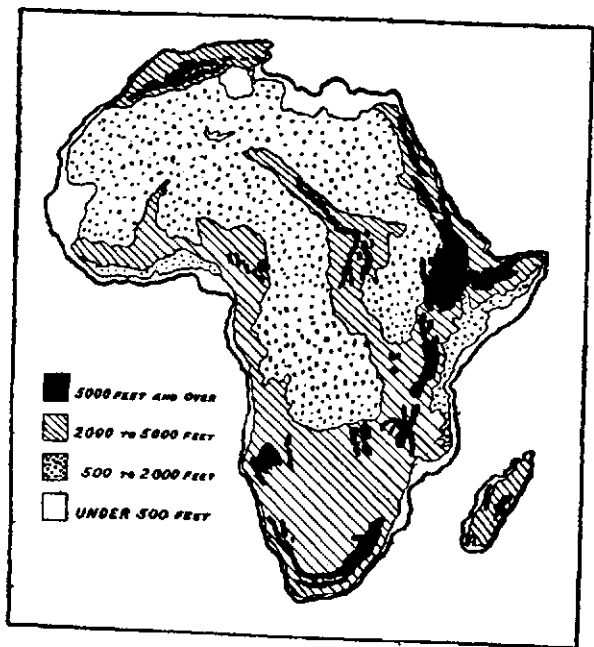 5000 FEET AND OVER
2000 TO 5000 FEET
500 TO 2000 FEET
UNDER 500 FEET